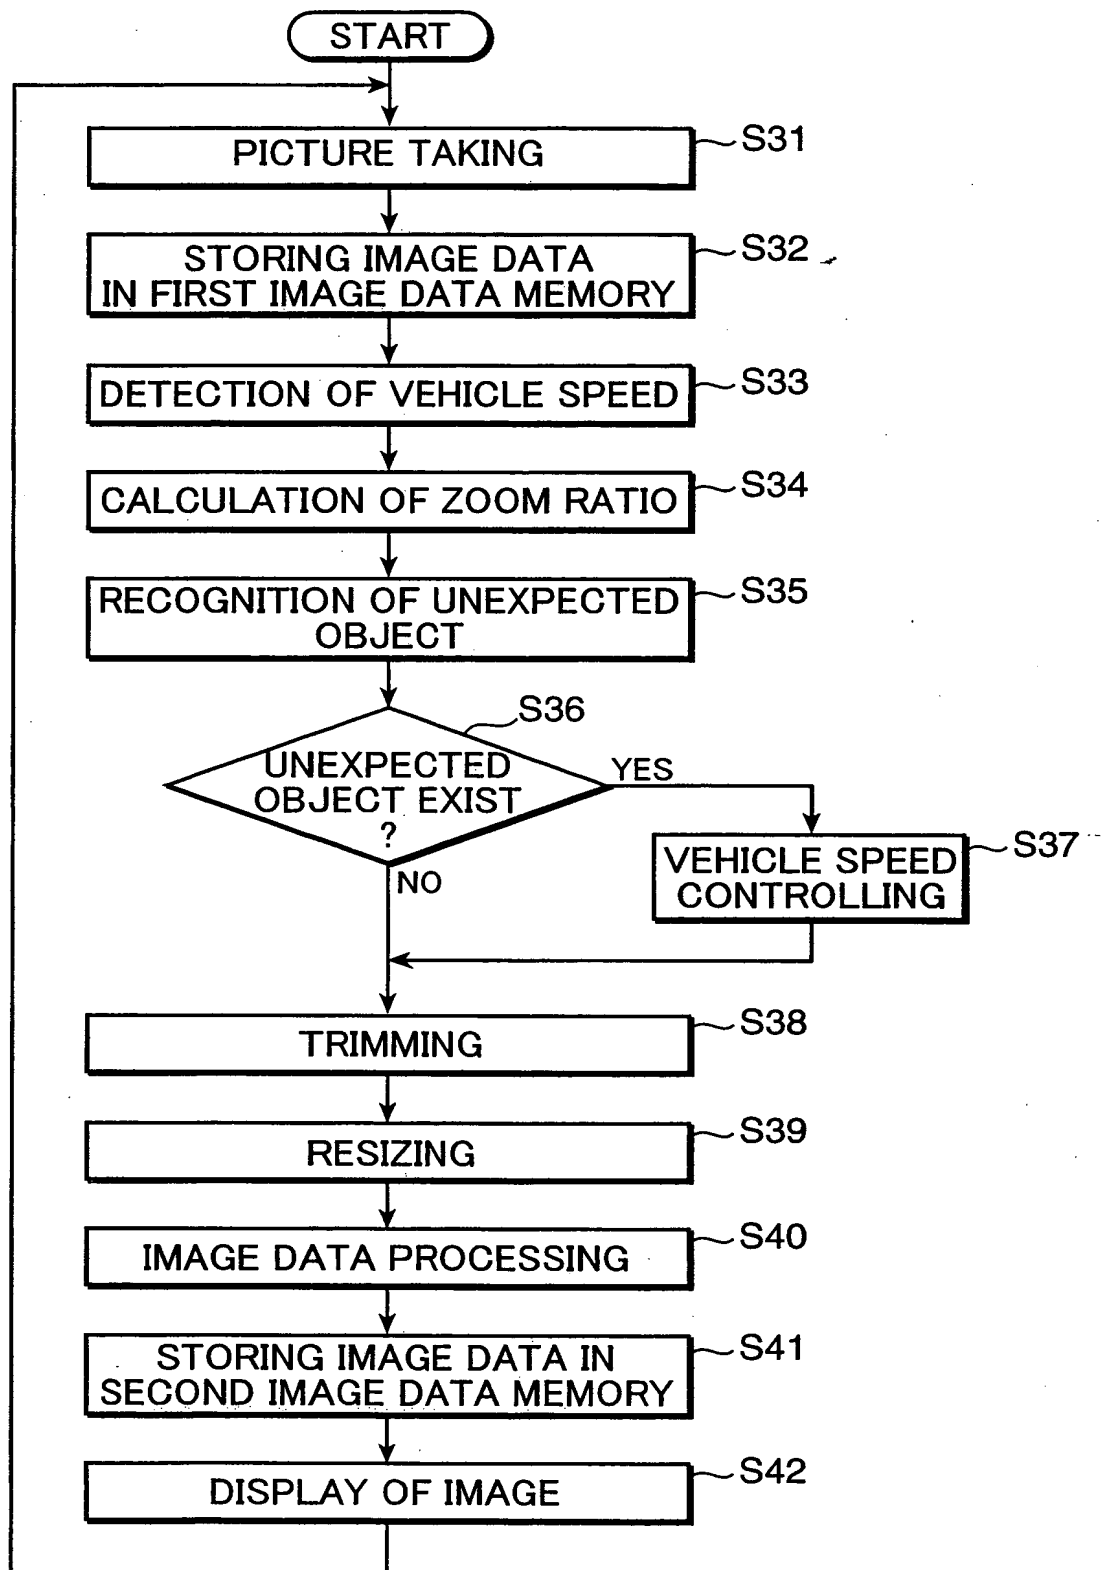 START
PICTURE TAKING
S31
STORING IMAGE DATA
IN FIRST IMAGE DATA MEMORY
S32
DETECTION OF VEHICLE SPEED
S33
CALCULATION OF ZOOM RATIO
S34
RECOGNITION OF UNEXPECTED
OBJECT
S35
S36
UNEXPECTED
OBJECT EXIST
?
YES
NO
VEHICLE SPEED
CONTROLLING
S37
TRIMMING
S38
RESIZING
S39
IMAGE DATA PROCESSING
S40
STORING IMAGE DATA IN
SECOND IMAGE DATA MEMORY
S41
DISPLAY OF IMAGE
S42